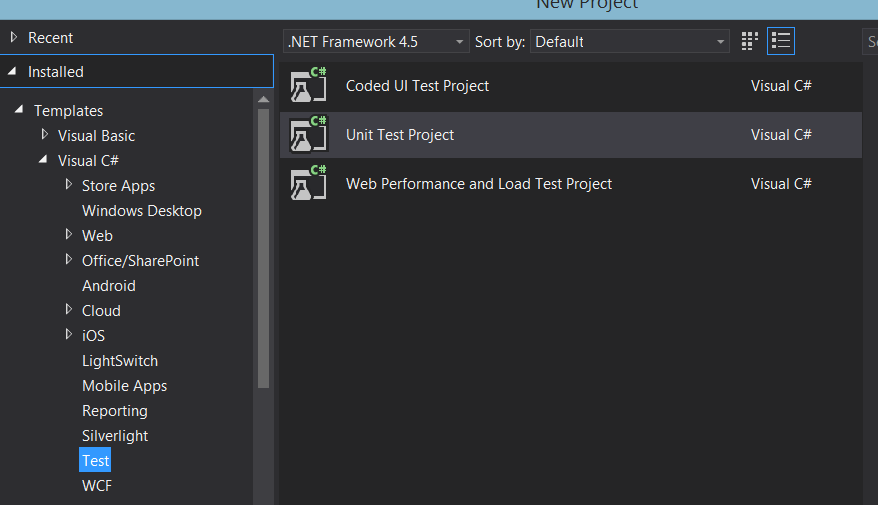 New Project
Recent
.NET Framework 4.5
Sort by:
Default
Installed
Templates
Visual Basic
Visual C#
Store Apps
Windows Desktop
Web
Office/SharePoint
Android
Cloud
iOS
LightSwitch
Mobile Apps
Reporting
Silverlight
Test
WCF
C# Coded UI Test Project Visual C#
C# Unit Test Project Visual C#
C# Web Performance and Load Test Project Visual C#